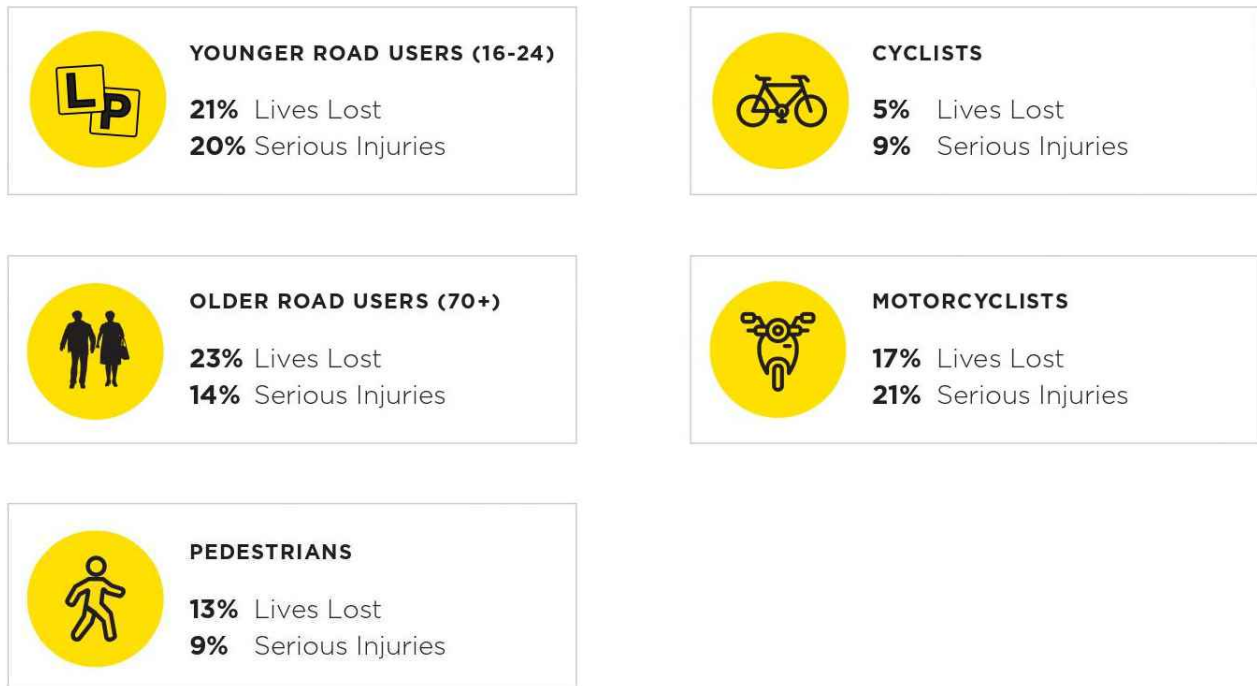 YOUNGER ROAD USERS (16-24)
L
P
21% Lives Lost
20% Serious Injuries
CYCLISTS
5% Lives Lost
9% Serious Injuries
OLDER ROAD USERS (70+)
23% Lives Lost
14% Serious Injuries
MOTORCYCLISTS
17% Lives Lost
21% Serious Injuries
PEDESTRIANS
13% Lives Lost
9% Serious Injuries